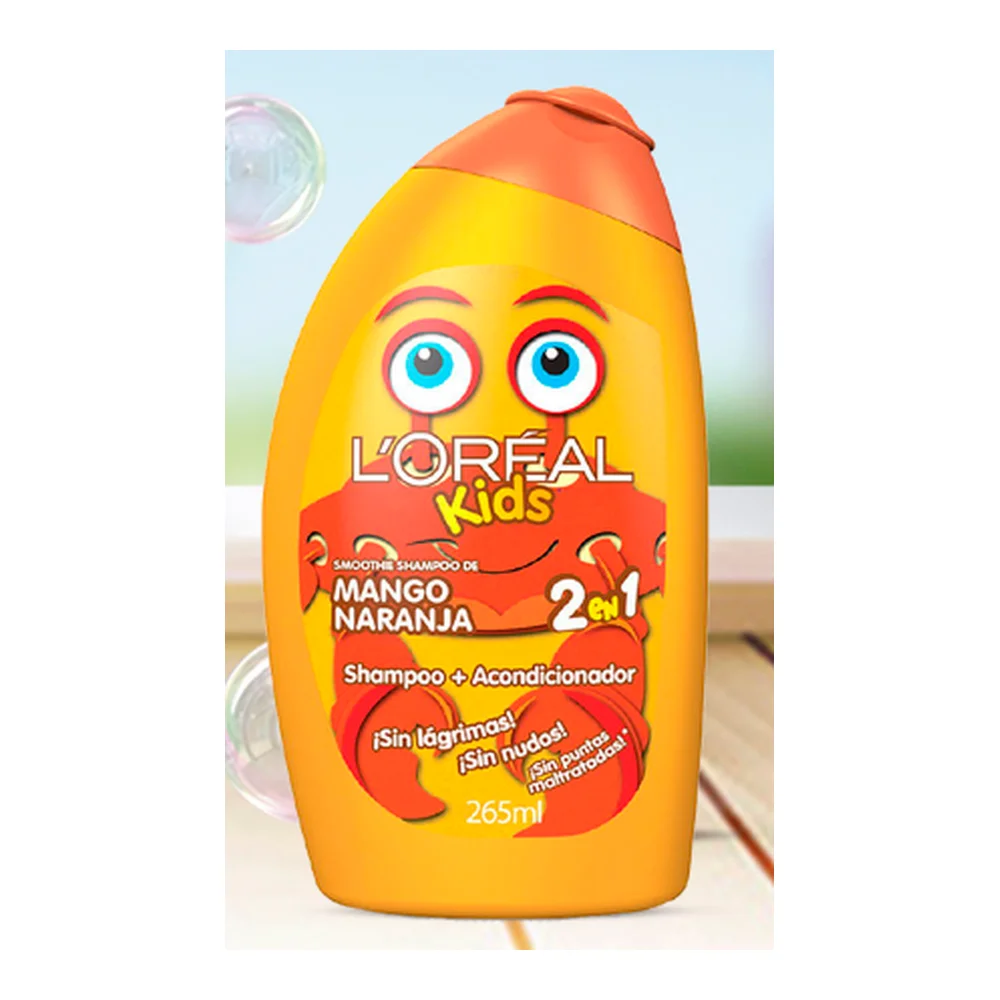 L'ORÉAL
Kids
SMOOTHIE SHAMPOO DE
MANGO
NARANJA
2 en 1
Shampoo + Acondicionador
¡Sin lágrimas!
¡Sin nudos!
¡Sin puntas
maltratadas!*
265ml